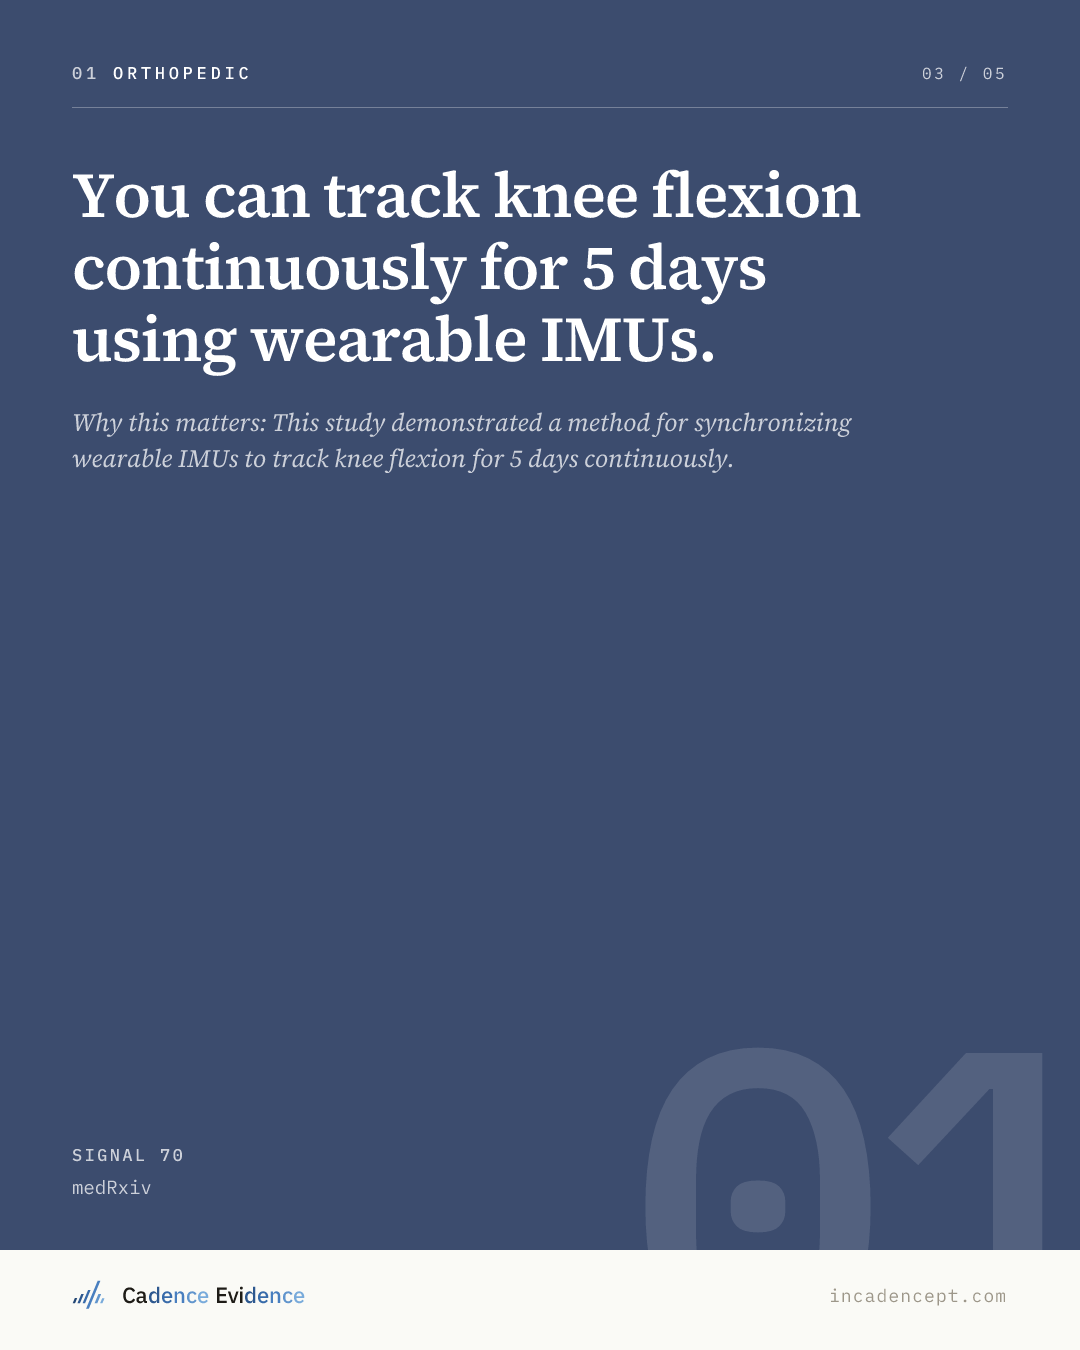 01 ORTHOPEDIC
03 / 05
You can track knee flexion
continuously for 5 days
using wearable IMUs.
Why this matters: This study demonstrated a method for synchronizing
wearable IMUs to track knee flexion for 5 days continuously.
01
SIGNAL 70
medRxiv
Cadence Evidence
incadencept.com